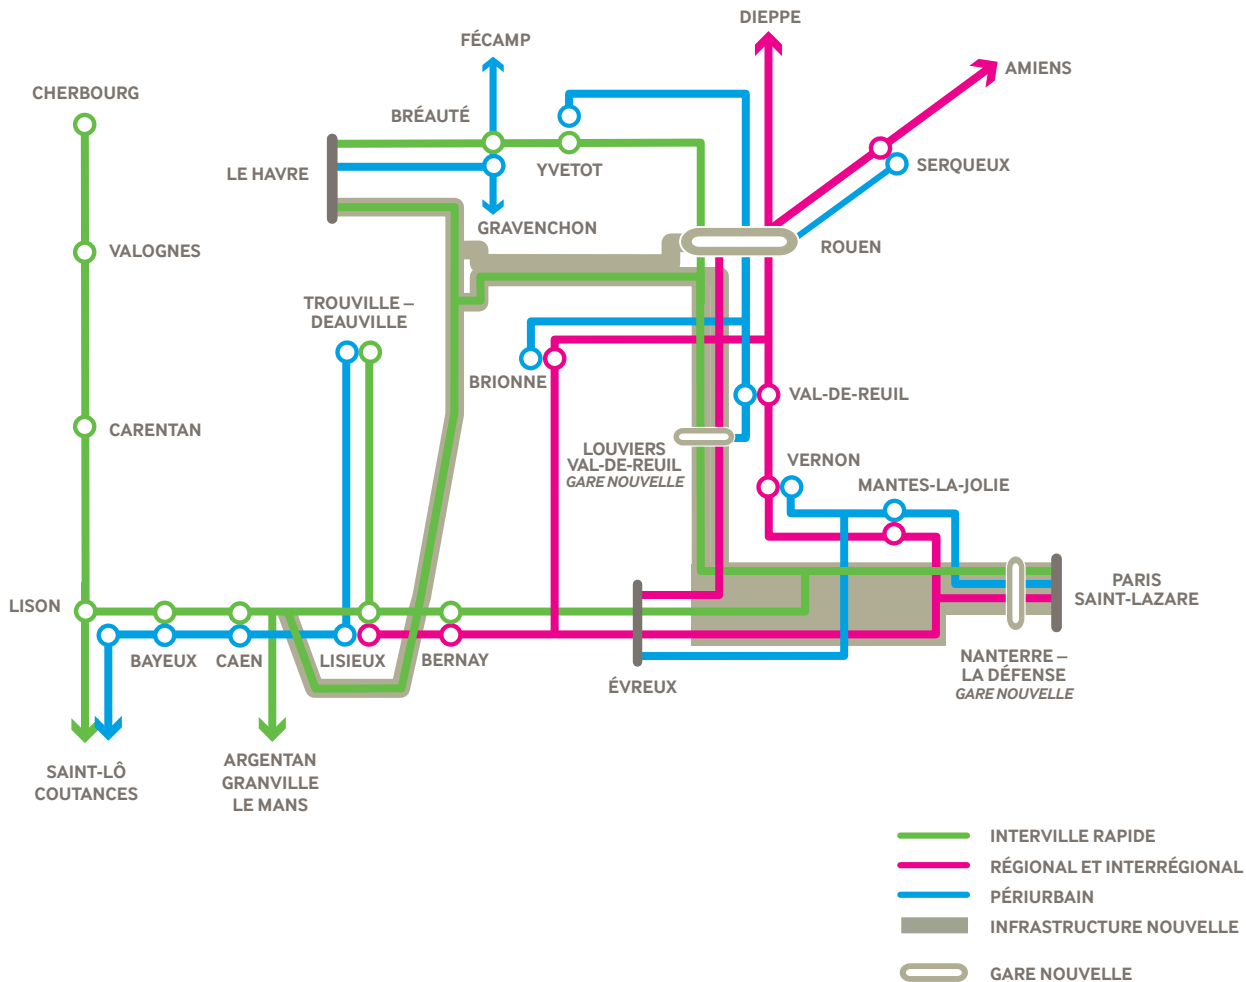 DIEPPE
FÉCAMP
AMIENS
CHERBOURG
BRÉAUTÉ
YVETOT
SERQUEUX
LE HAVRE
GRAVENCHON
ROUEN
VALOGNES
TROUVILLE –
DEAUVILLE
BRIONNE
VAL-DE-REUIL
CARENTAN
LOUVIERS
VAL-DE-REUIL
GARE NOUVELLE
VERNON
MANTES-LA-JOLIE
PARIS
SAINT-LAZARE
LISON
BAYEUX
CAEN
LISIEUX
BERNAY
ÉVREUX
NANTERRE –
LA DÉFENSE
GARE NOUVELLE
SAINT-LÔ
COUTANCES
ARGENTAN
GRANVILLE
LE MANS
INTERVILLE RAPIDE
RÉGIONAL ET INTERRÉGIONAL
PÉRIURBAIN
INFRASTRUCTURE NOUVELLE
GARE NOUVELLE